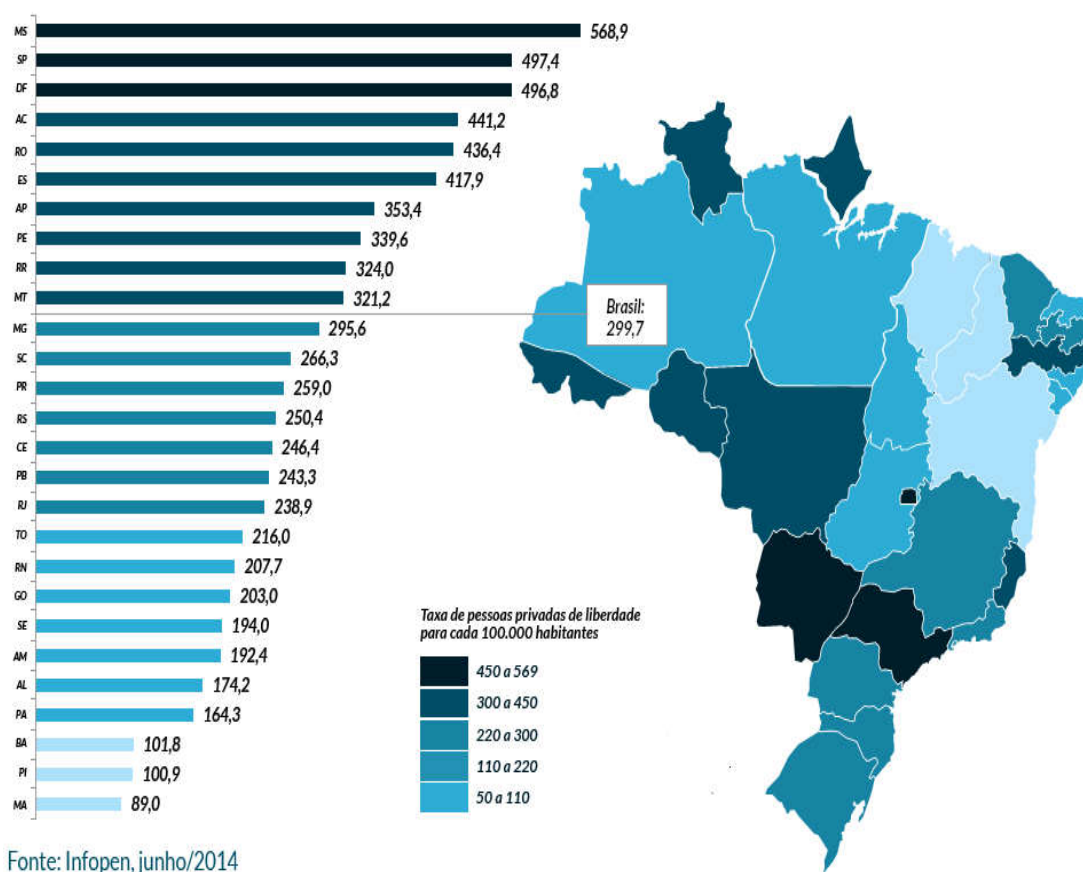 MS 568,9
SP 497,4
DF 496,8
AC 441,2
RO 436,4
ES 417,9
AP 353,4
PE 339,6
RR 324,0
MT 321,2
Brasil:
299,7
MG 295,6
SC 266,3
PR 259,0
RS 250,4
CE 246,4
PB 243,3
RJ 238,9
TO 216,0
RN 207,7
GO 203,0
SE 194,0
AM 192,4
AL 174,2
PA 164,3
BA 101,8
PI 100,9
MA 89,0
Taxa de pessoas privadas de liberdade
para cada 100.000 habitantes
450 a 569
300 a 450
220 a 300
110 a 220
50 a 110
Fonte: Infopen, junho/2014